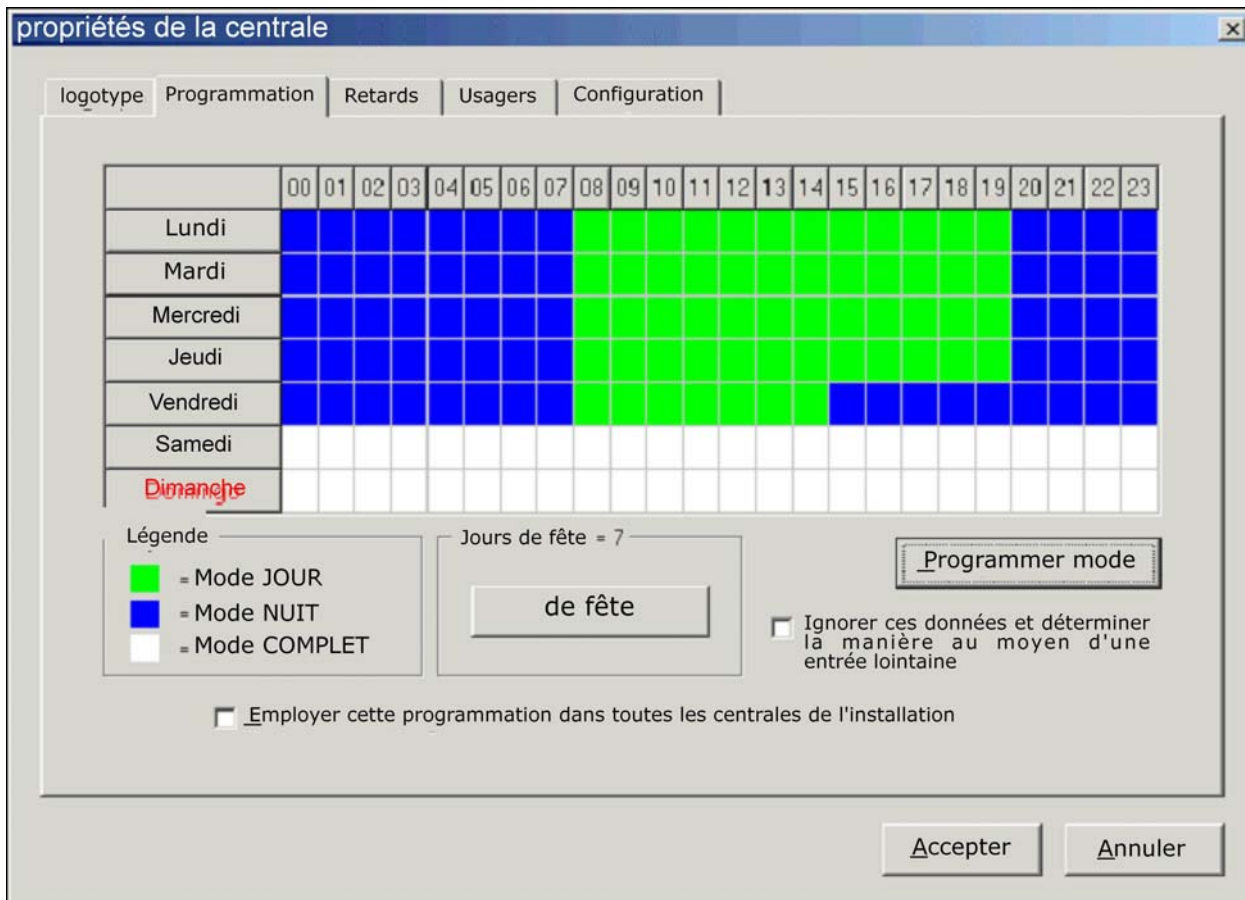 propriétés de la centrale
logotype Programmation Retards Usagers Configuration
00 01 02 03 04 05 06 07 08 09 10 11 12 13 14 15 16 17 18 19 20 21 22 23
Lundi
Mardi
Mercredi
Jeudi
Vendredi
Samedi
Dimanche
Légende
= Mode JOUR
= Mode NUIT
= Mode COMPLET
Jours de fête = 7
de fête
Programmer mode
Ignorer ces données et déterminer
la manière au moyen d'une
entrée lointaine
Employer cette programmation dans toutes les centrales de l'installation
Accepter Annuler